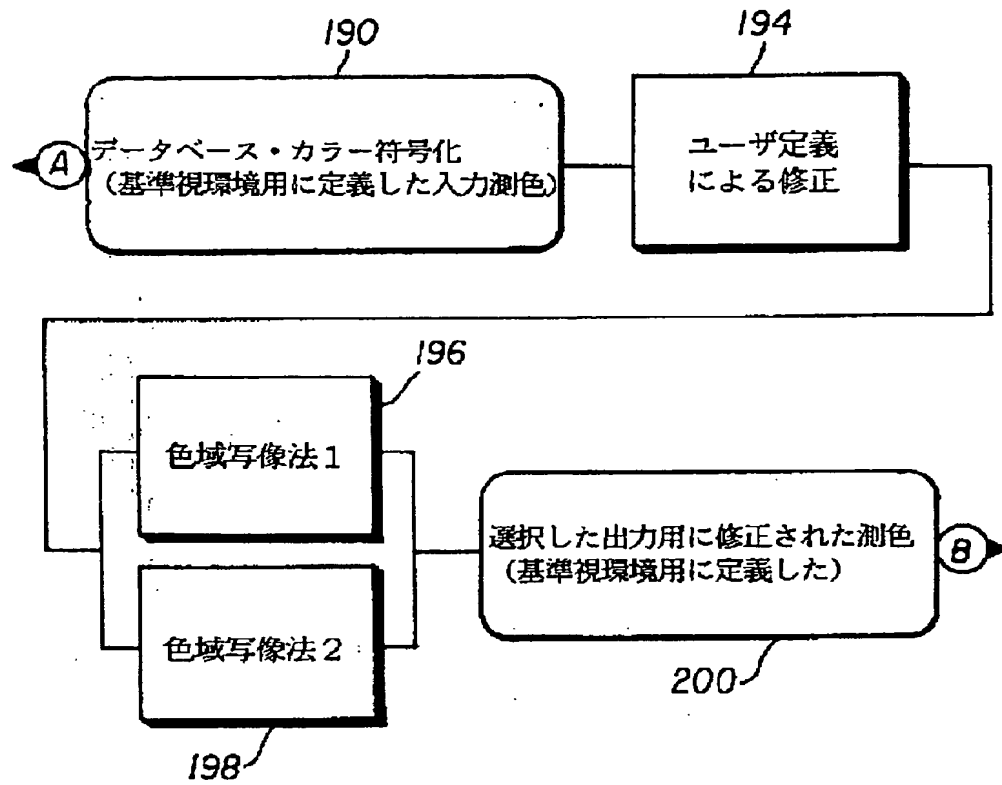 190
194
A
データベース・カラー符号化
(基準視環境用に定義した入力測色)
ユーザ定義
による修正
196
色域写像法1
選択した出力用に修正された測色
(基準視環境用に定義した)
B
色域写像法2
200
198